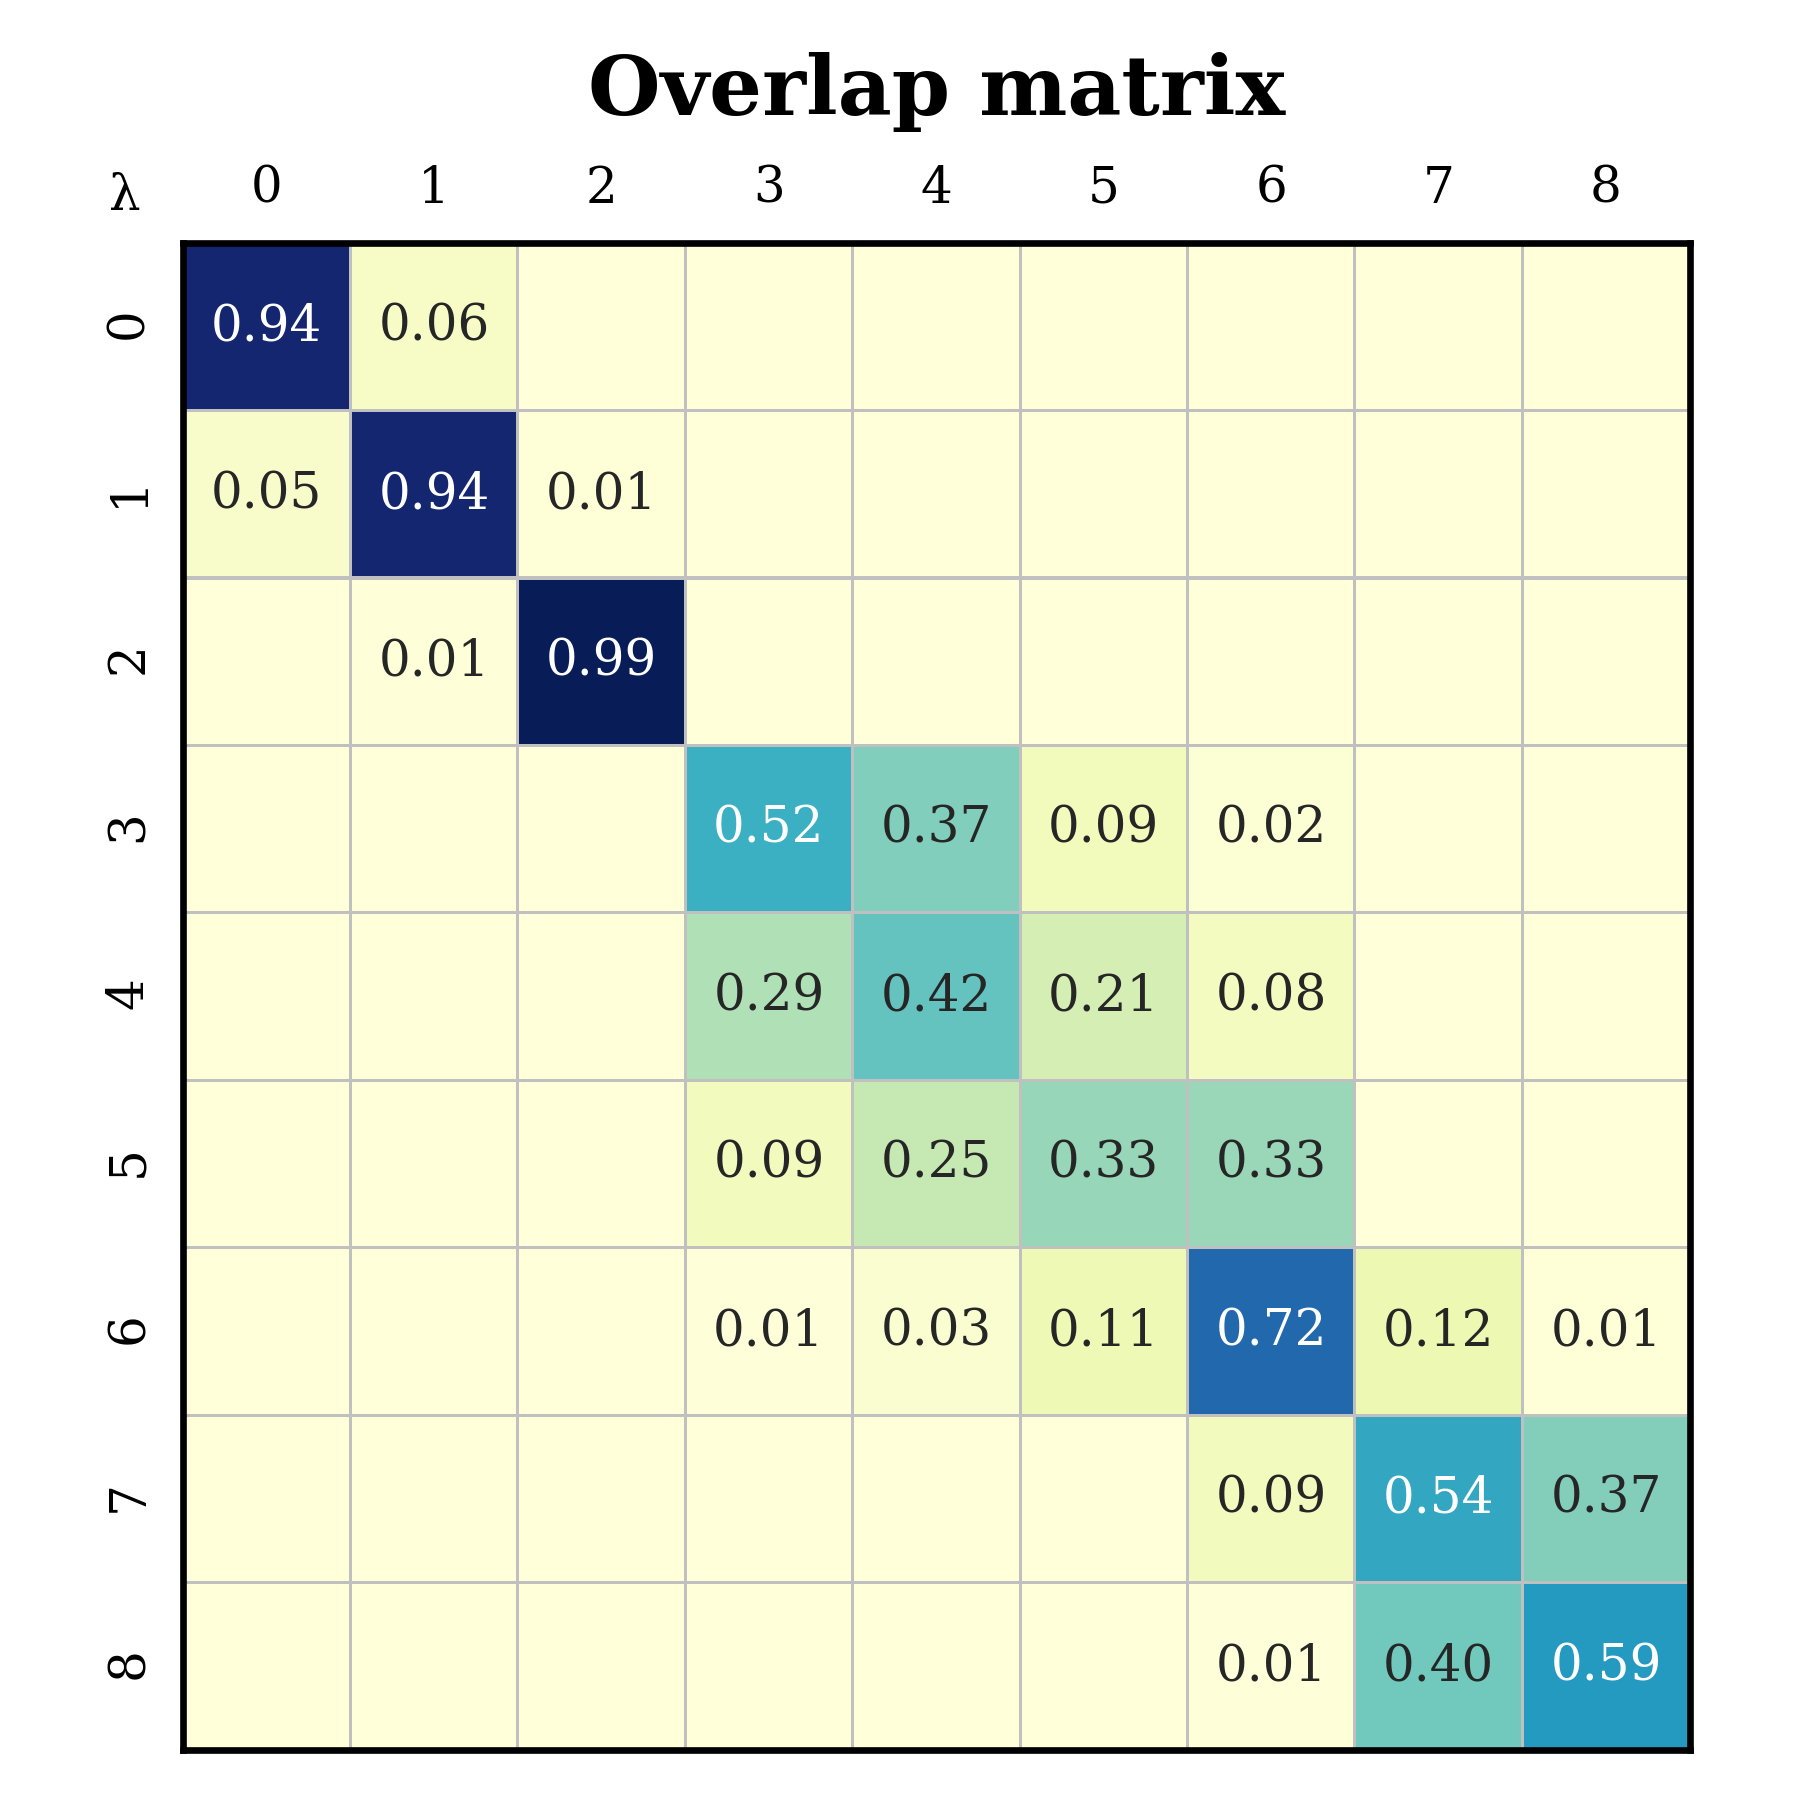 Overlap matrix
λ 0 1 2 3 4 5 6 7 8
0 0.94 0.06
1 0.05 0.94 0.01
2 0.01 0.99
3 0.52 0.37 0.09 0.02
4 0.29 0.42 0.21 0.08
5 0.09 0.25 0.33 0.33
6 0.01 0.03 0.11 0.72 0.12 0.01
7 0.09 0.54 0.37
8 0.01 0.40 0.59